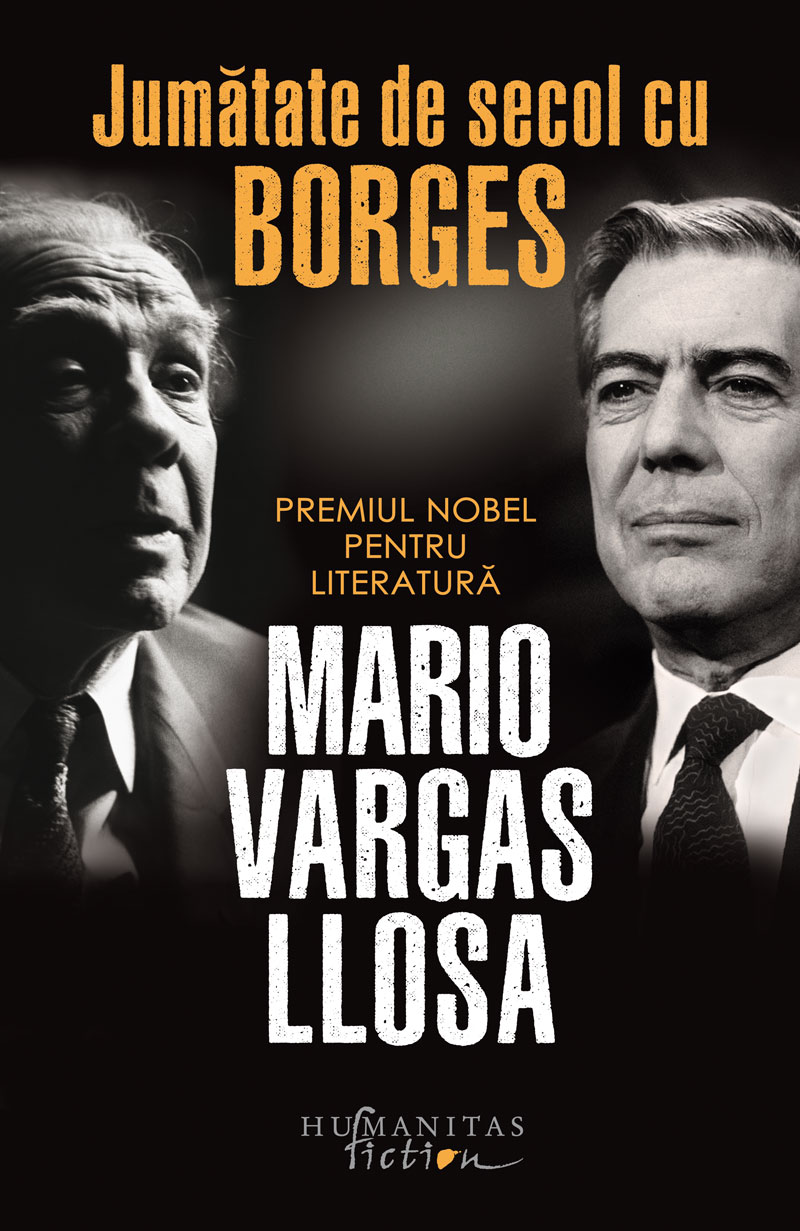 Jumătate de secol cu
BORGES
PREMIUL NOBEL
PENTRU
LITERATURĂ
MARIO
VARGAS
LLOSA
HUMANITAS
fiction